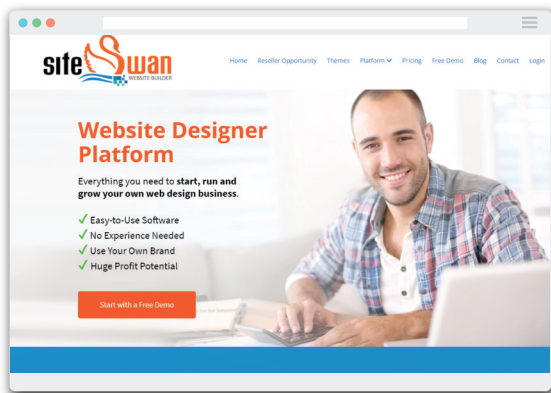 site Swan
WEBSITE BUILDER
Home Reseller Opportunity Themes Platform Pricing Free Demo Blog Contact Login
Website Designer
Platform
Everything you need to start, run and
grow your own web design business.
✓ Easy-to-Use Software
✓ No Experience Needed
✓ Use Your Own Brand
✓ Huge Profit Potential
Start with a Free Demo